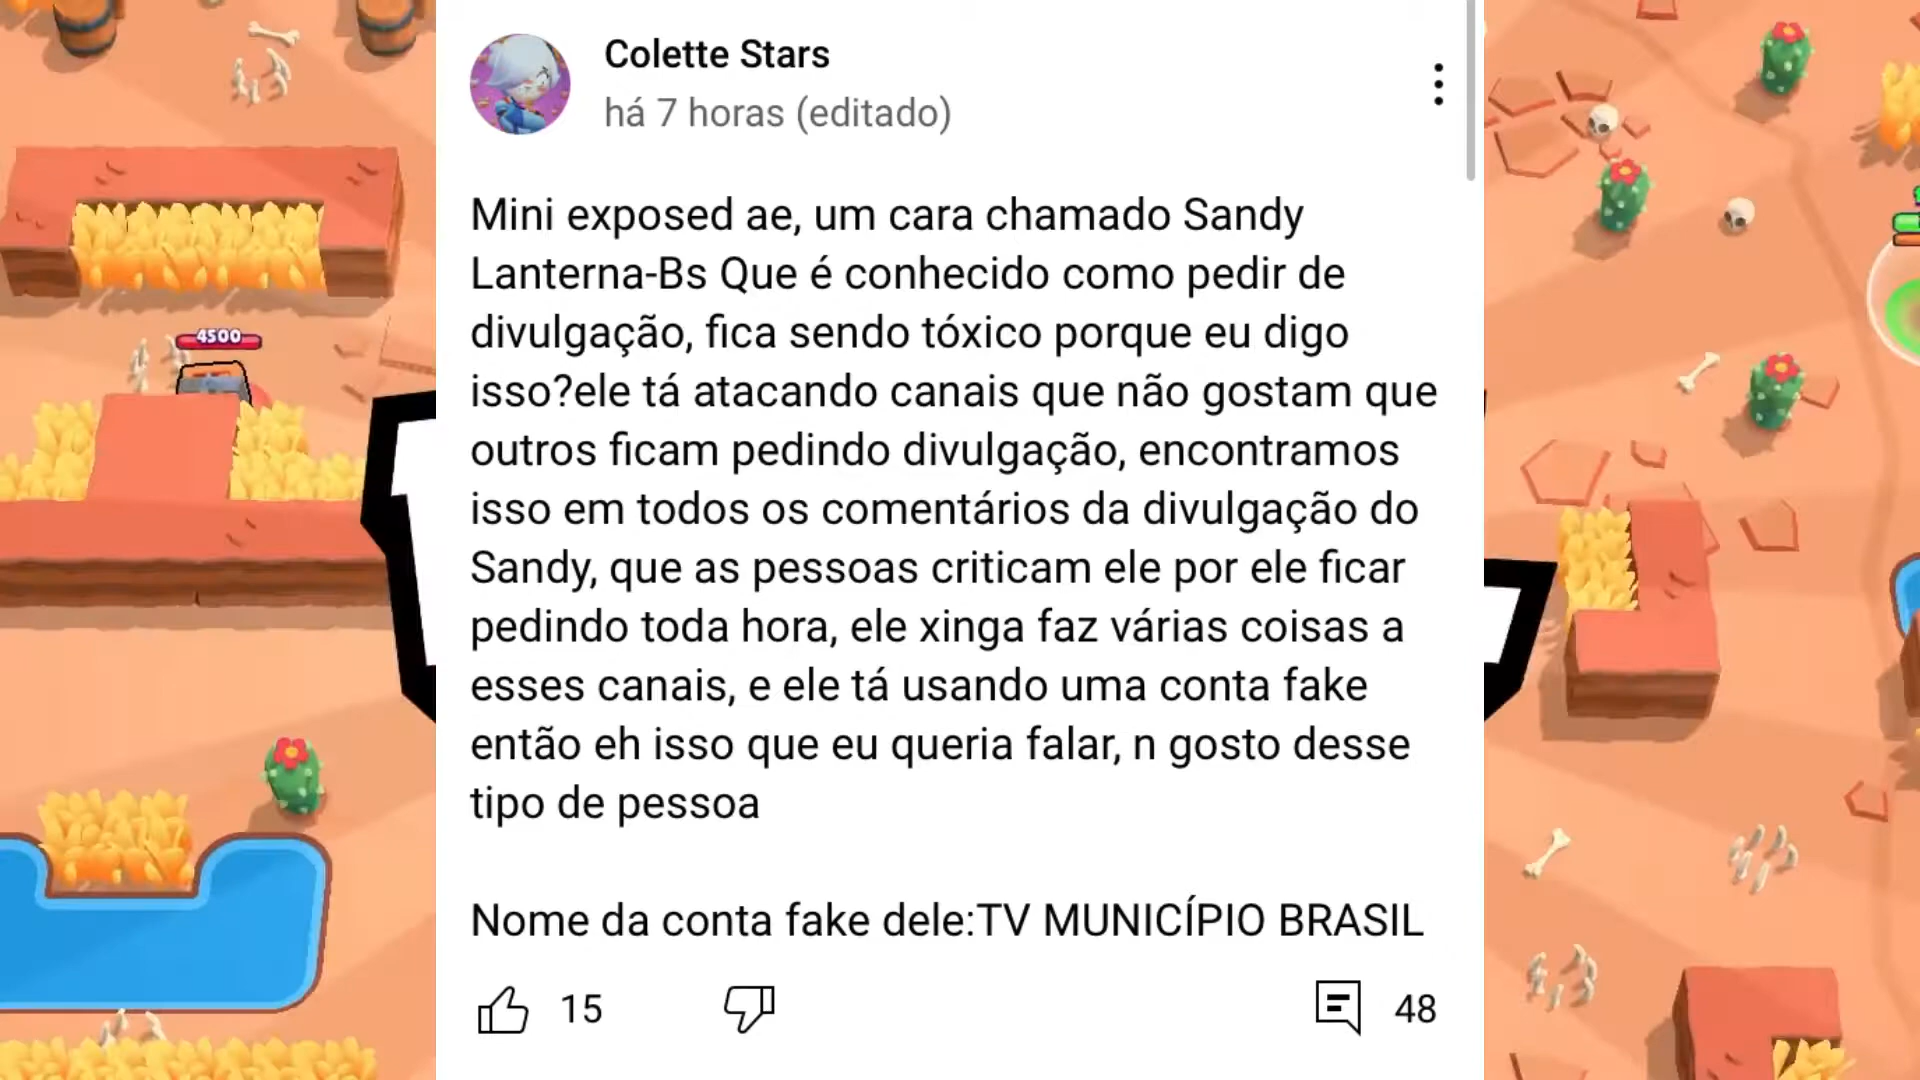 Colette Stars
há 7 horas (editado)
Mini exposed ae, um cara chamado Sandy
Lanterna-Bs Que é conhecido como pedir de
divulgação, fica sendo tóxico porque eu digo
isso?ele tá atacando canais que não gostam que
outros ficam pedindo divulgação, encontramos
isso em todos os comentários da divulgação do
Sandy, que as pessoas criticam ele por ele ficar
pedindo toda hora, ele xinga faz várias coisas a
esses canais, e ele tá usando uma conta fake
então eh isso que eu queria falar, n gosto desse
tipo de pessoa
Nome da conta fake dele:TV MUNICÍPIO BRASIL
15
48
4500